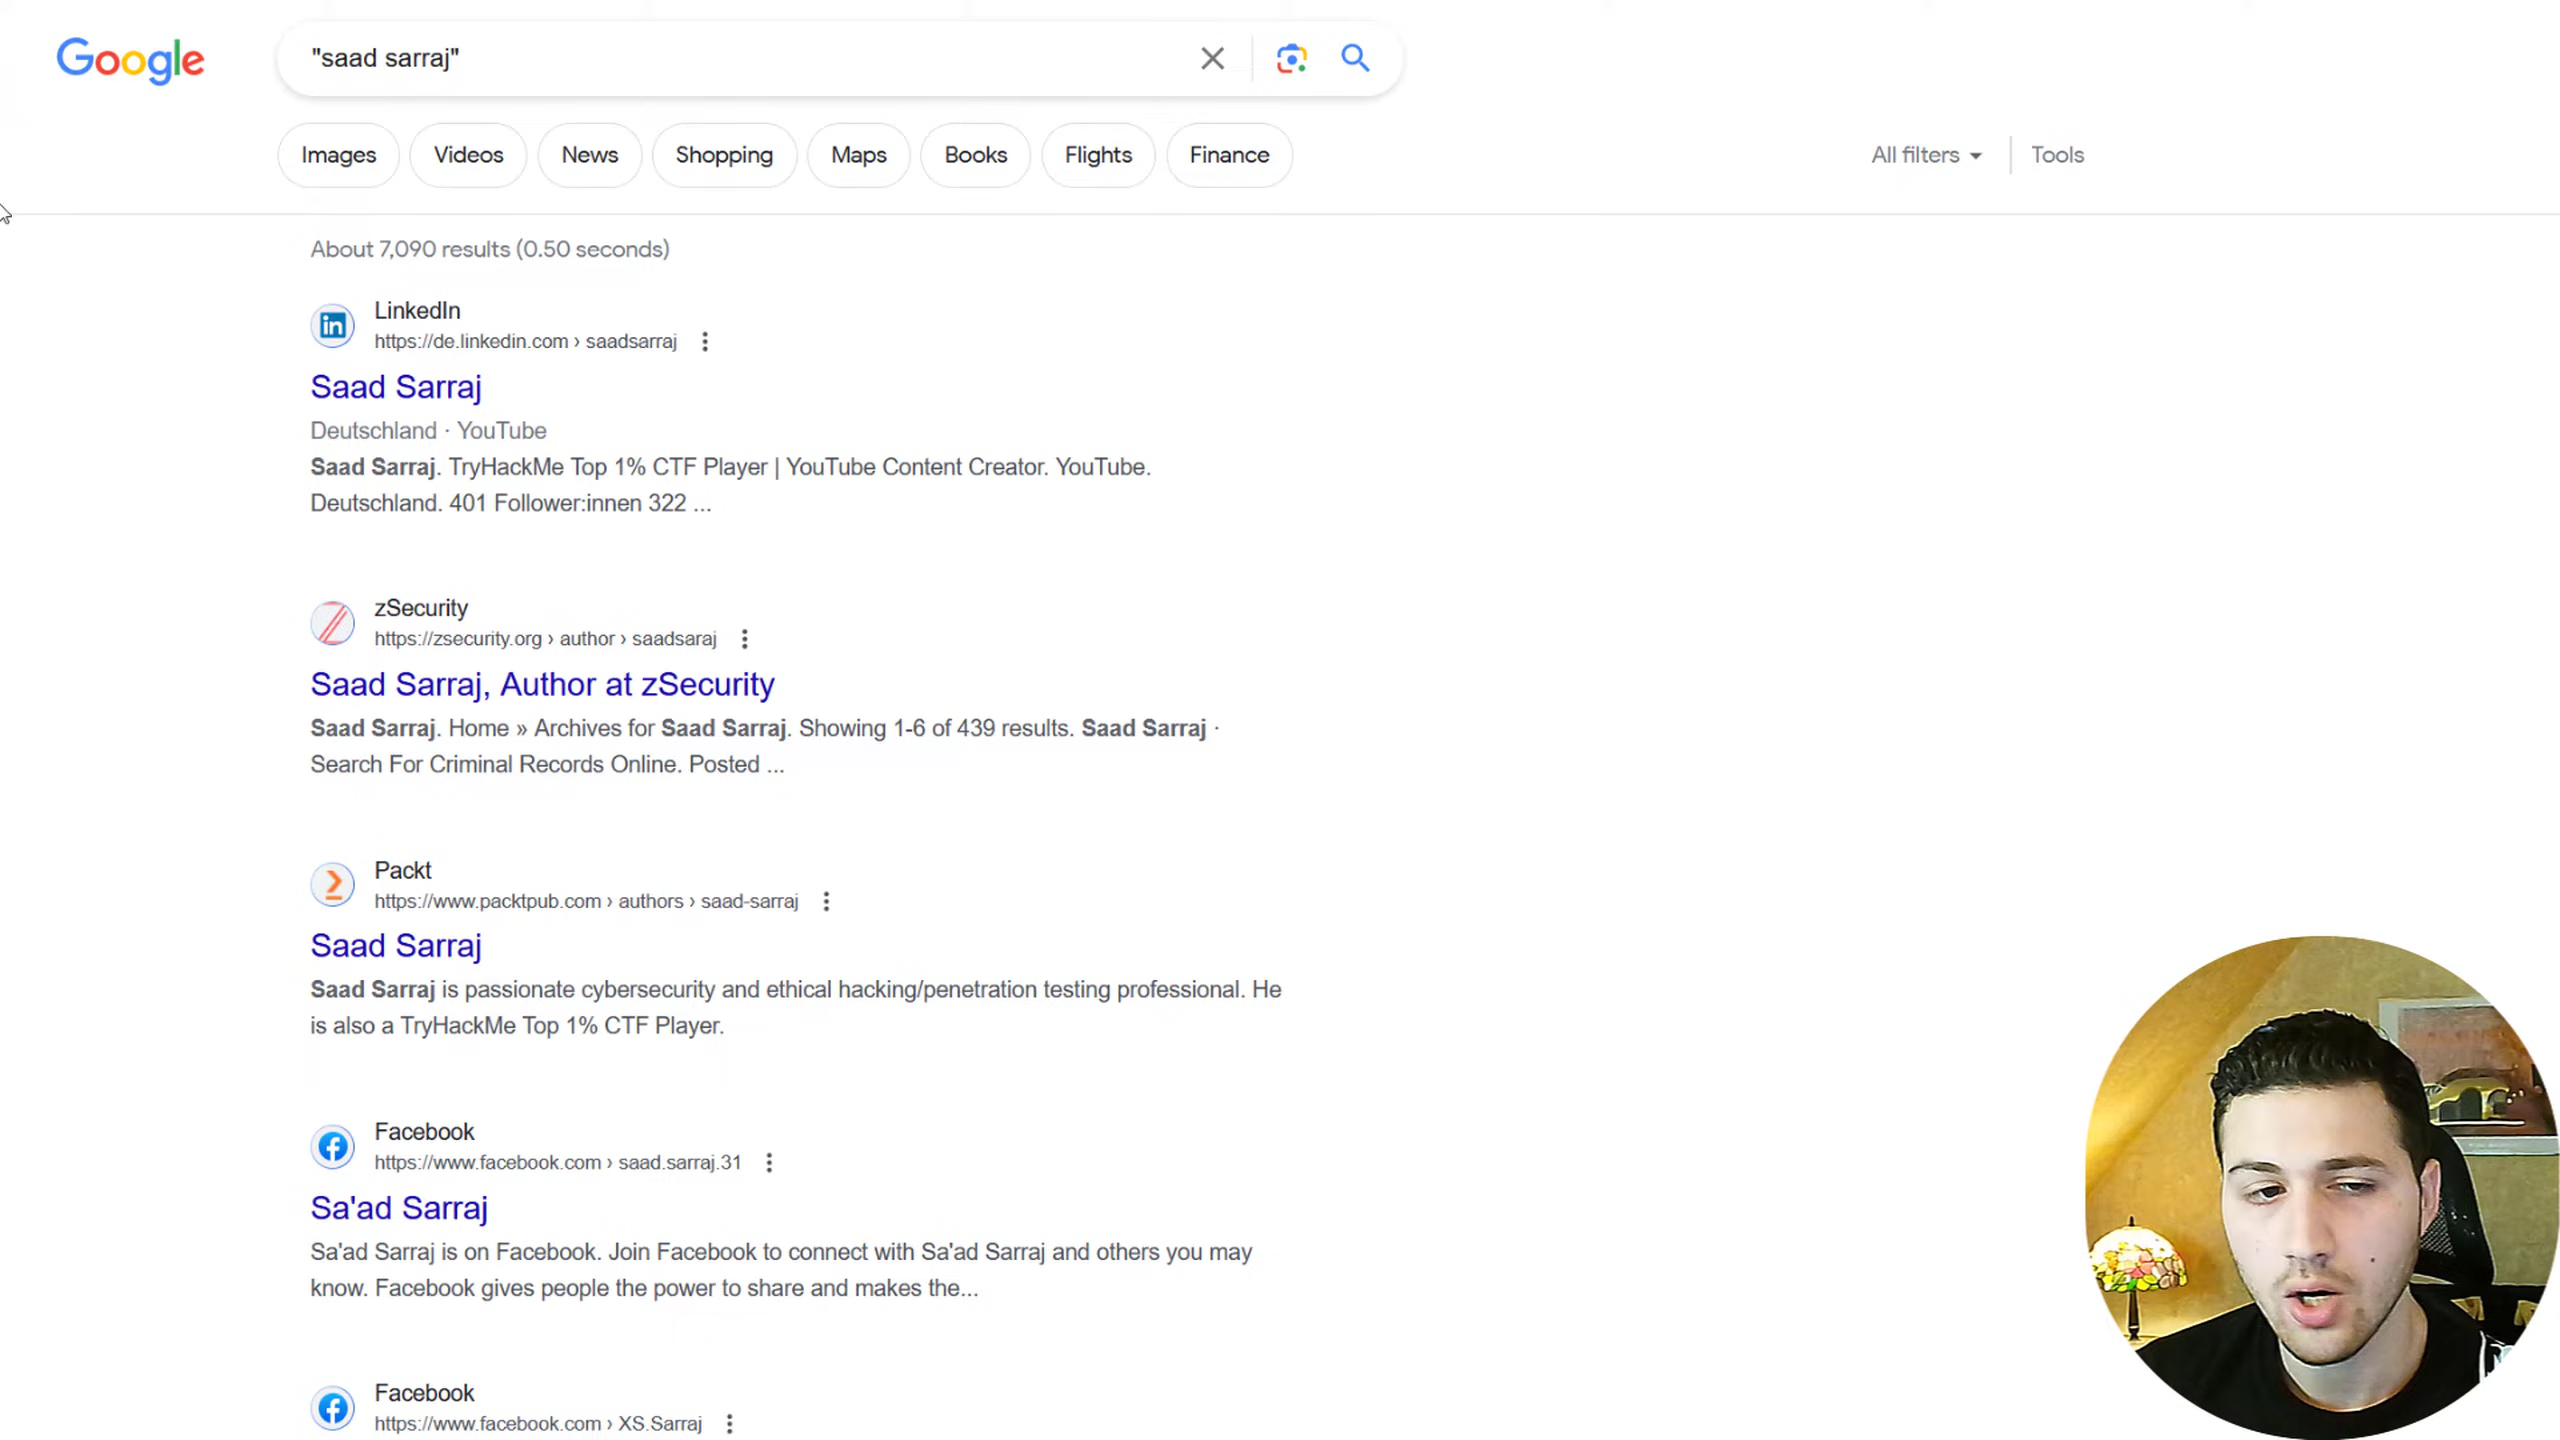 Google
"saad sarraj"
Images
Videos
News
Shopping
Maps
Books
Flights
Finance
All filters
Tools
About 7,090 results (0.50 seconds)
LinkedIn
https://de.linkedin.com › saadsarraj
Saad Sarraj
Deutschland · YouTube
Saad Sarraj. TryHackMe Top 1% CTF Player | YouTube Content Creator. YouTube.
Deutschland. 401 Follower:innen 322 ...
zSecurity
https://zsecurity.org › author › saadsaraj
Saad Sarraj, Author at zSecurity
Saad Sarraj. Home » Archives for Saad Sarraj. Showing 1-6 of 439 results. Saad Sarraj ·
Search For Criminal Records Online. Posted ...
Packt
https://www.packtpub.com › authors › saad-sarraj
Saad Sarraj
Saad Sarraj is passionate cybersecurity and ethical hacking/penetration testing professional. He
is also a TryHackMe Top 1% CTF Player.
Facebook
https://www.facebook.com › saad.sarraj.31
Sa'ad Sarraj
Sa'ad Sarraj is on Facebook. Join Facebook to connect with Sa'ad Sarraj and others you may
know. Facebook gives people the power to share and makes the...
Facebook
https://www.facebook.com › XS.Sarraj